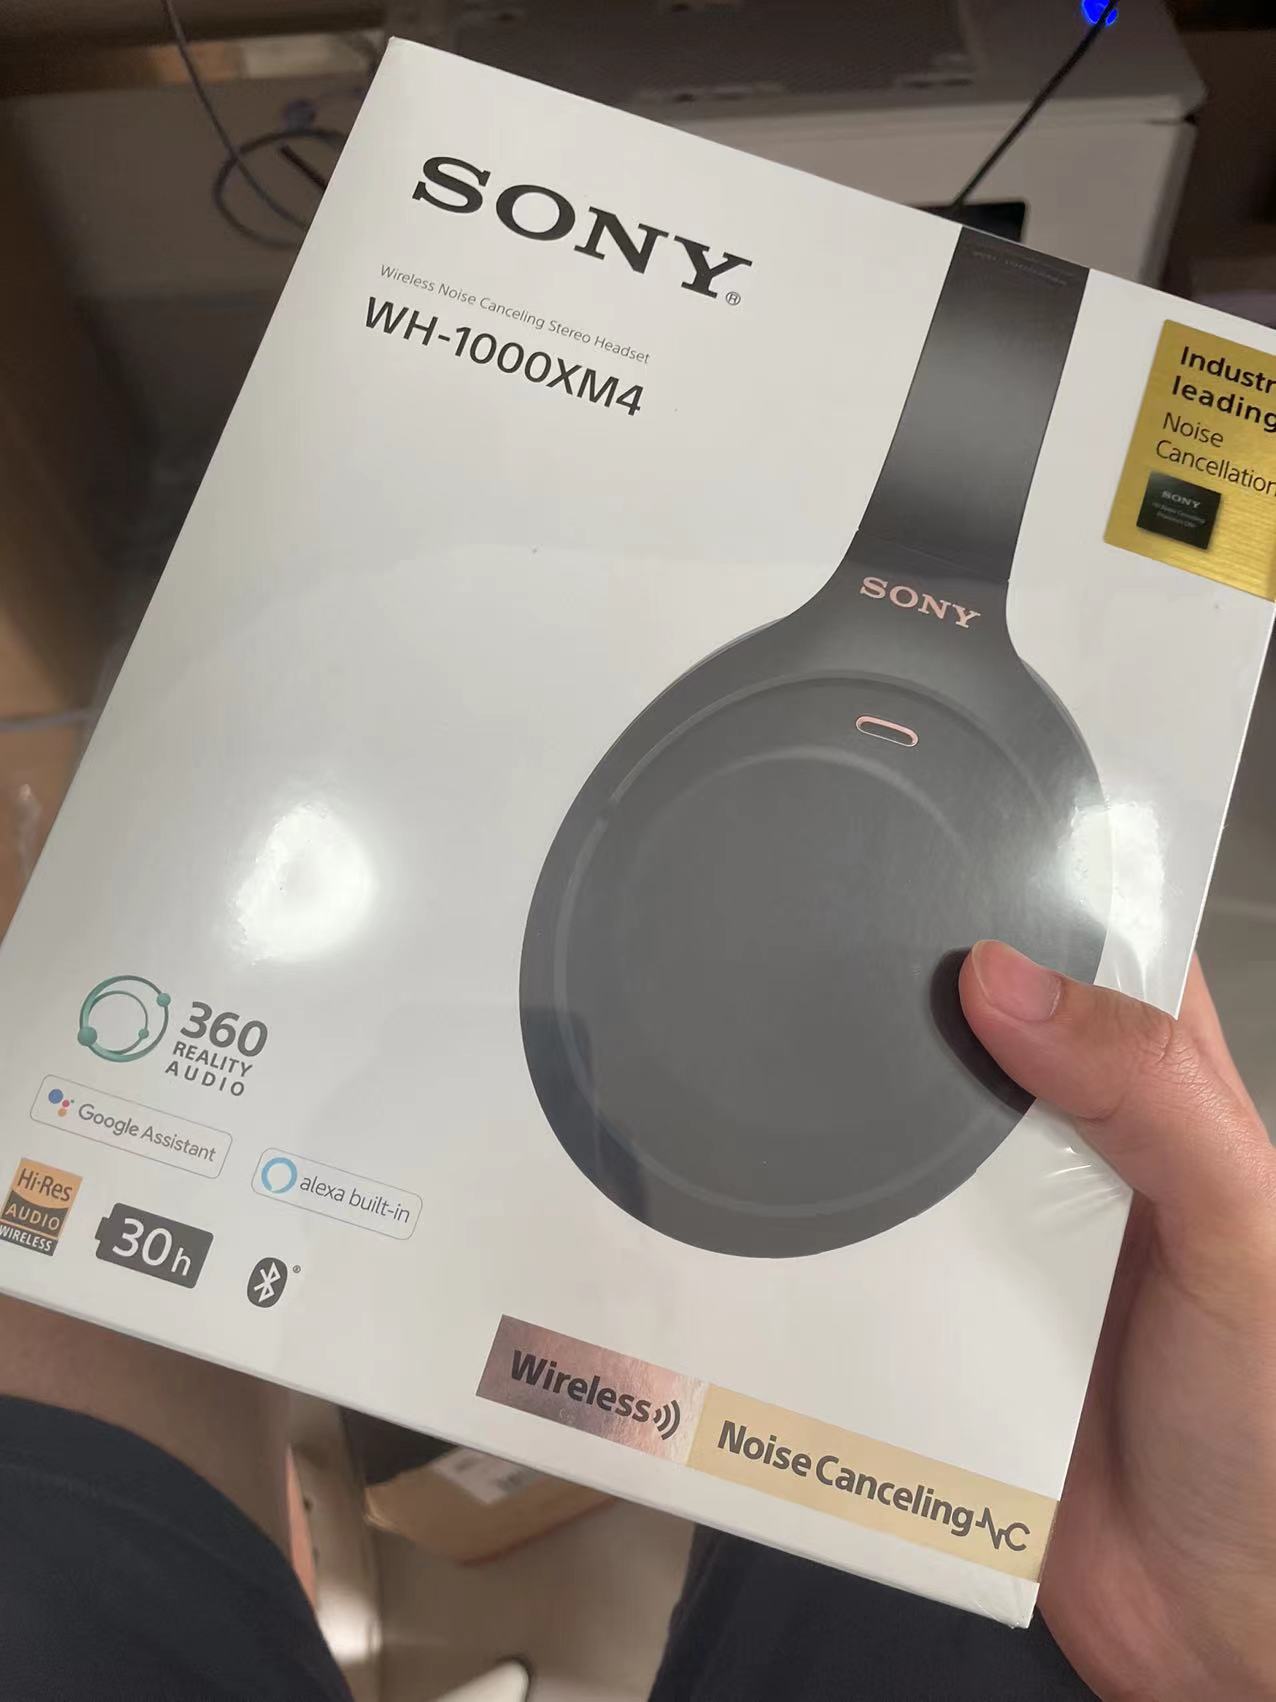 SONY®
Wireless Noise Canceling Stereo Headset
WH-1000XM4
Industr
leading
Noise
Cancellation
SONY
SONY
360
REALITY
AUDIO
Google Assistant
alexa built-in
Hi-Res
AUDIO
WIRELESS
30h
Wireless
Noise Canceling